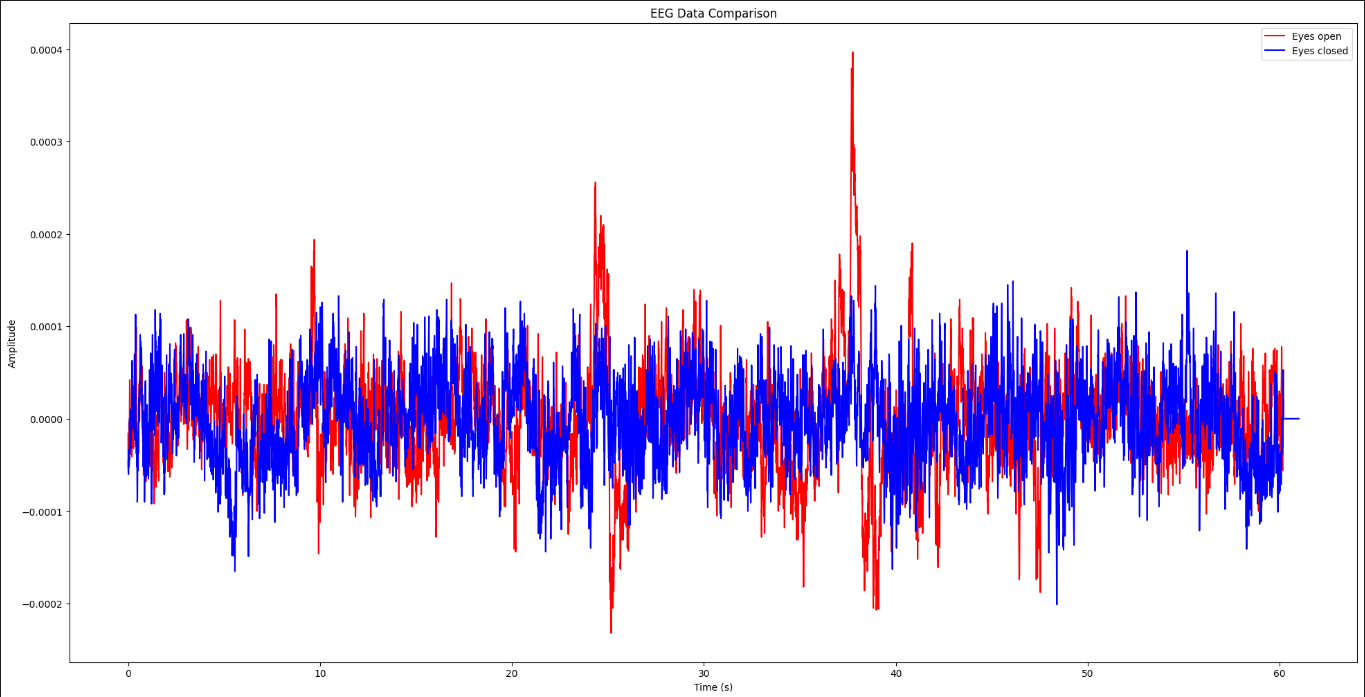 EEG Data Comparison
Eyes open
Eyes closed
0.0004
0.0003
0.0002
0.0001
0.0000
−0.0001
−0.0002
Amplitude
0 10 20 30 40 50 60
Time (s)